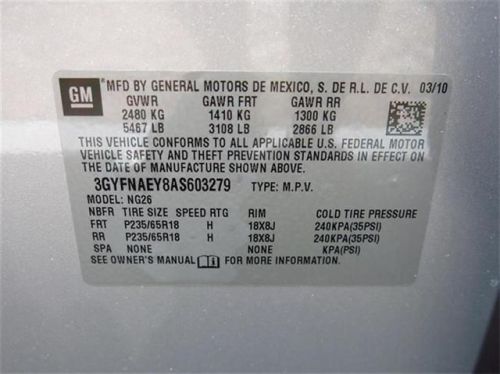 GM MFD BY GENERAL MOTORS DE MEXICO, S. DE R.L. DE C.V. 03/10
GVWR GAWR FRT GAWR RR
2480 KG 1410 KG 1300 KG
5467 LB 3108 LB 2866 LB
THIS VEHICLE CONFORMS TO ALL APPLICABLE U.S. FEDERAL MOTOR
VEHICLE SAFETY, BUMPER, AND THEFT PREVENTION STANDARDS IN EFFECT ON
THE DATE OF MANUFACTURE SHOWN ABOVE.
3GYFNAEY8AS603279 TYPE: M.P.V.
MODEL: NG26
NBFR TIRE SIZE SPEED RTG RIM COLD TIRE PRESSURE
FRT P235/65R18 H 18X8J 240KPA(35PSI)
RR P235/65R18 H 18X8J 240KPA(35PSI)
SPA NONE NONE KPA(PSI)
SEE OWNER'S MANUAL FOR MORE INFORMATION